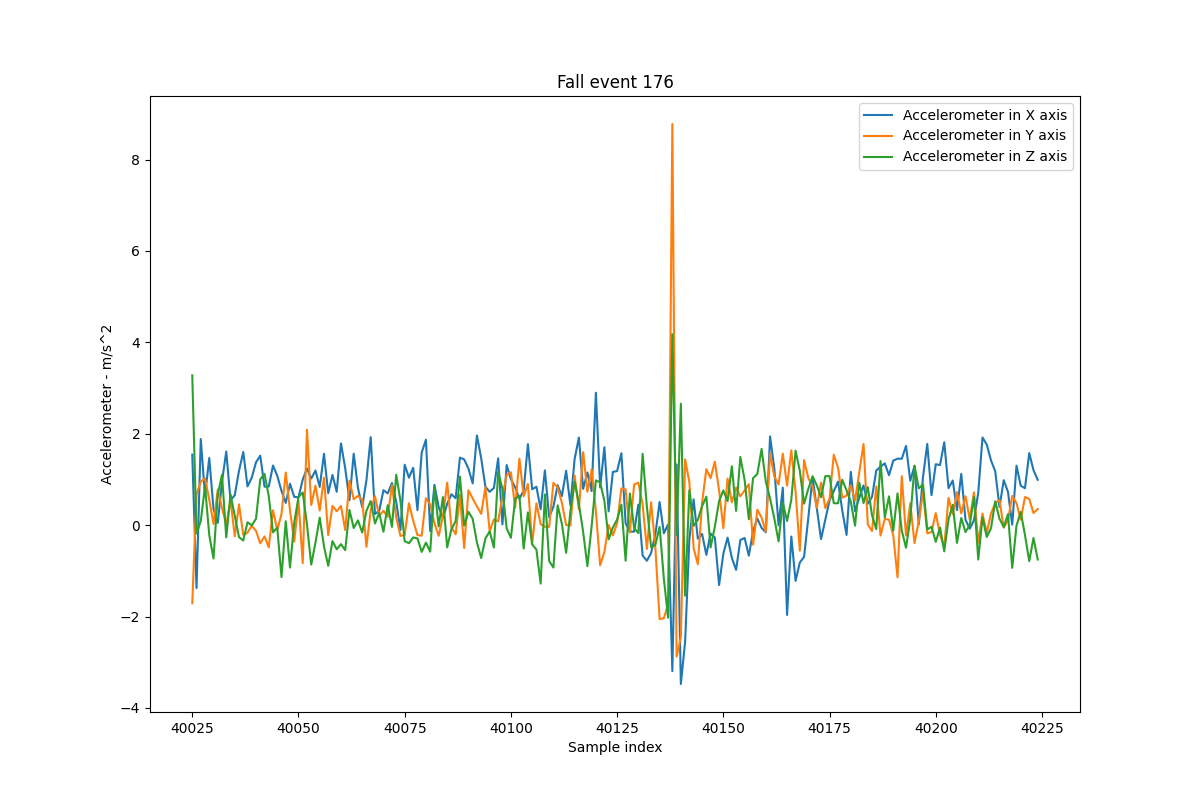 Fall event 176
Accelerometer in X axis
Accelerometer in Y axis
Accelerometer in Z axis
Accelerometer - m/s^2
8
6
4
2
0
−2
−4
40025 40050 40075 40100 40125 40150 40175 40200 40225
Sample index